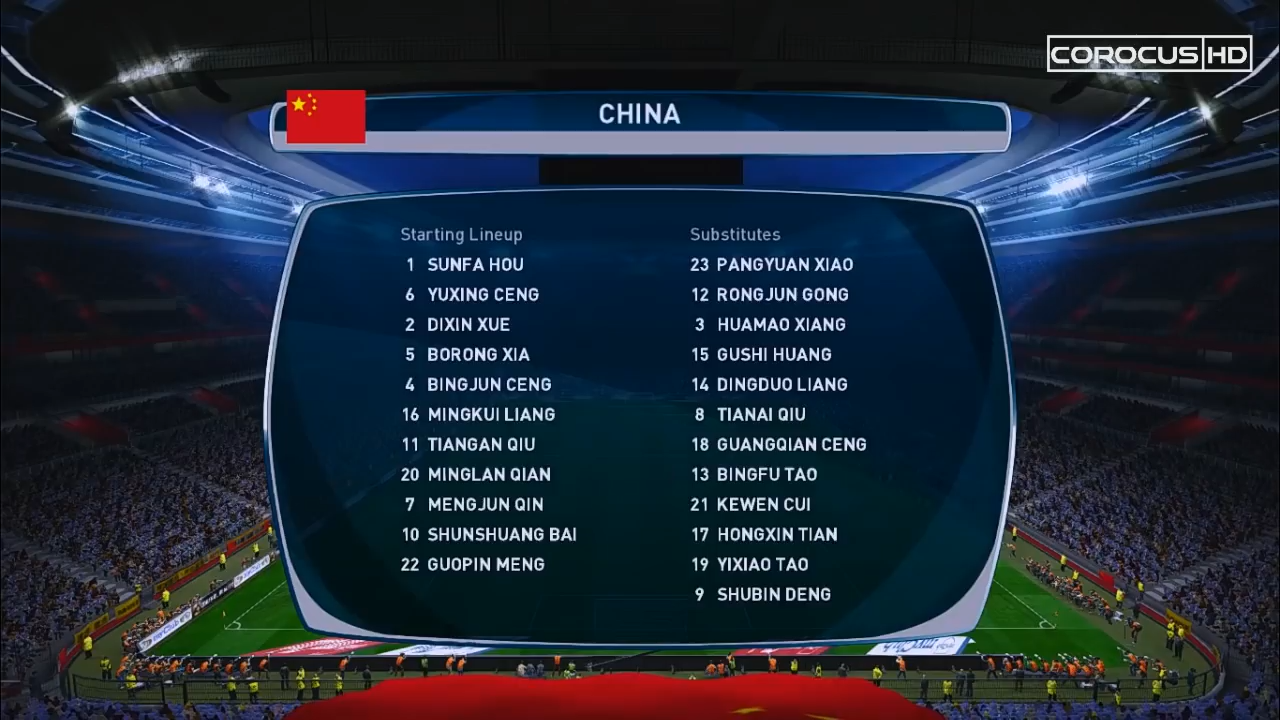 COROCUS HD
CHINA
Starting Lineup
1 SUNFA HOU
6 YUXING CENG
2 DIXIN XUE
5 BORONG XIA
4 BINGJUN CENG
16 MINGKUI LIANG
11 TIANGAN QIU
20 MINGLAN QIAN
7 MENGJUN QIN
10 SHUNSHUANG BAI
22 GUOPIN MENG
Substitutes
23 PANGYUAN XIAO
12 RONGJUN GONG
3 HUAMAO XIANG
15 GUSHI HUANG
14 DINGDUO LIANG
8 TIANAI QIU
18 GUANGQIAN CENG
13 BINGFU TAO
21 KEWEN CUI
17 HONGXIN TIAN
19 YIXIAO TAO
9 SHUBIN DENG